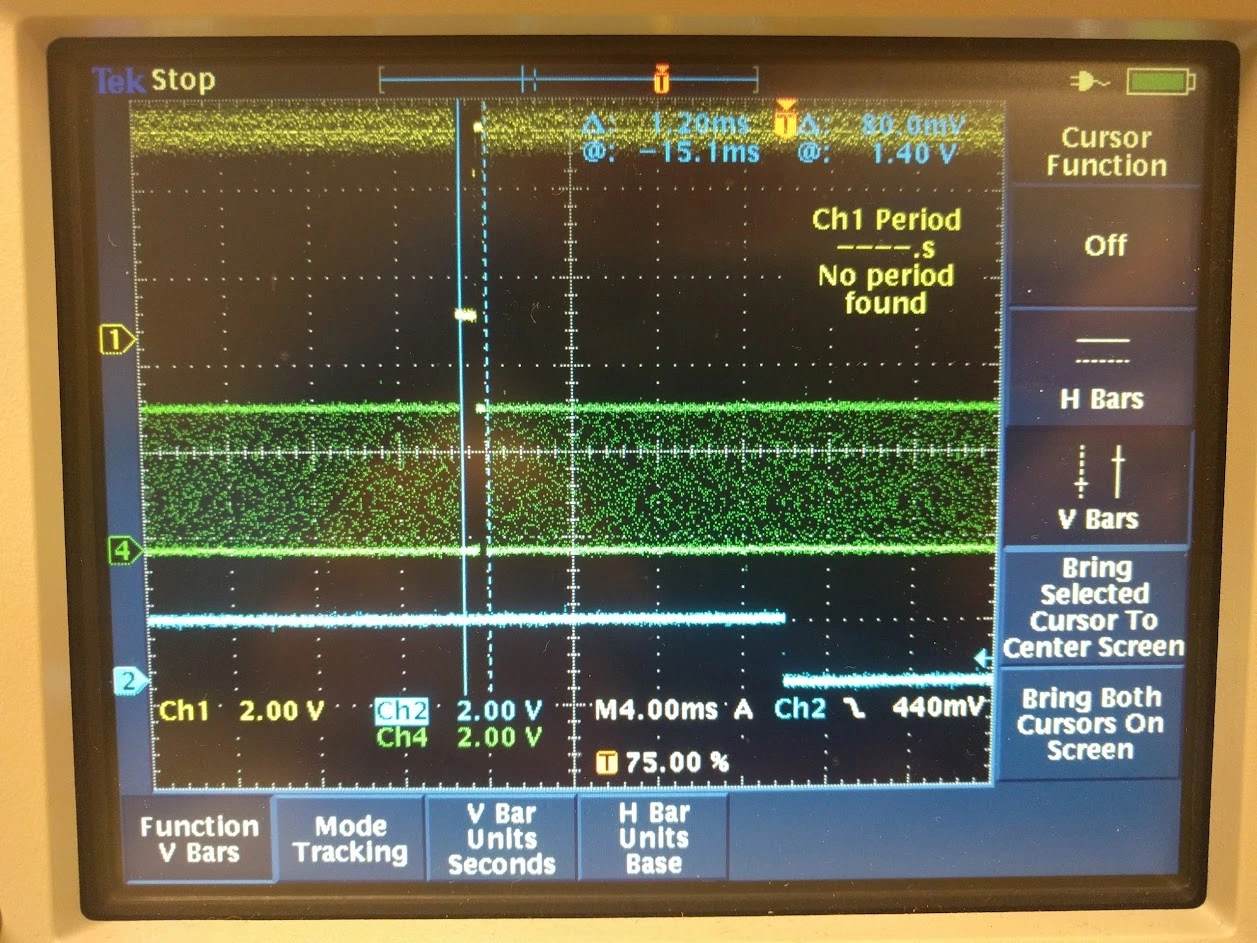 Tek Stop
T
Δ: 1.20ms Δ: 80.0mV
@: −15.1ms @: 1.40 V
T
Ch1 Period
----.s
No period
found
1
4
2
Ch1 2.00 V Ch2 2.00 V M4.00ms A Ch2 440mV
Ch4 2.00 V
T 75.00 %
Cursor
Function
Off
H Bars
V Bars
Bring
Selected
Cursor To
Center Screen
Bring Both
Cursors On
Screen
Function
V Bars
Mode
Tracking
V Bar
Units
Seconds
H Bar
Units
Base